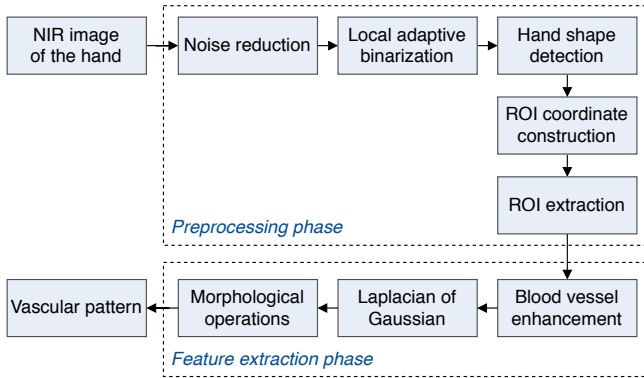 NIR image
of the hand
Noise reduction
Local adaptive
binarization
Hand shape
detection
ROI coordinate
construction
ROI extraction
Preprocessing phase
Vascular pattern
Morphological
operations
Laplacian of
Gaussian
Blood vessel
enhancement
Feature extraction phase